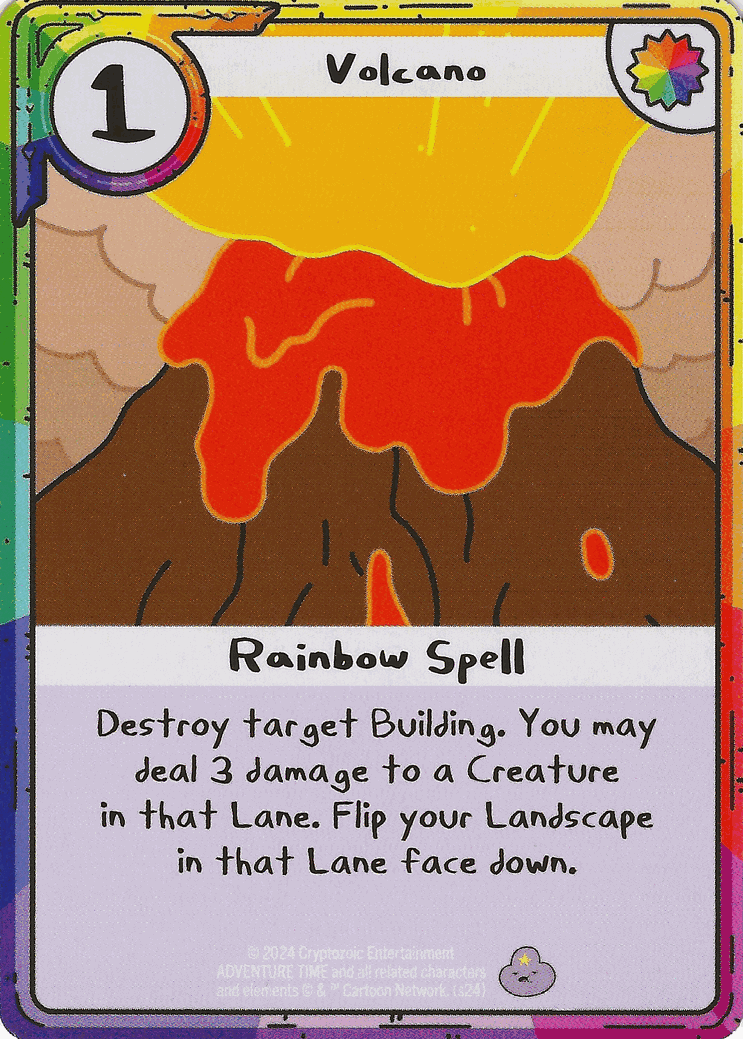 1
Volcano
Rainbow Spell
Destroy target Building. You may
deal 3 damage to a Creature
in that Lane. Flip your Landscape
in that Lane face down.
© 2024 Cryptozoic Entertainment
ADVENTURE TIME and all related characters
and elements © & ™ Cartoon Network. (s24)